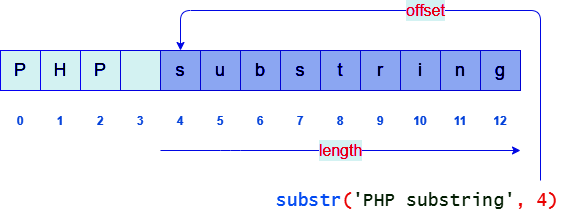 offset
P H P s u b s t r i n g
0 1 2 3 4 5 6 7 8 9 10 11 12
length
substr('PHP substring', 4)